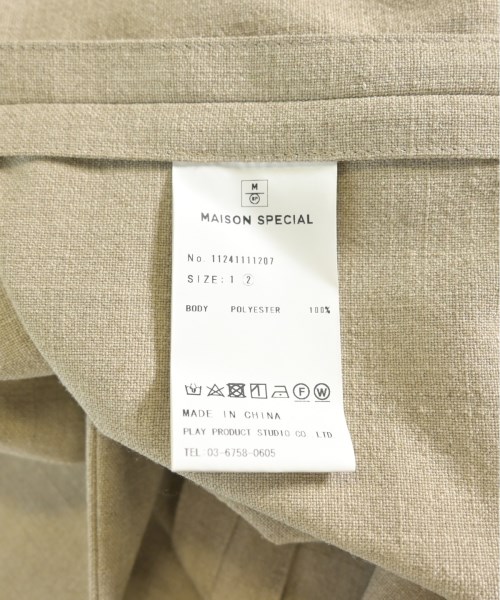 M
SP
MAISON SPECIAL
No. 11241111207
SIZE: 1 ②
BODY POLYESTER 100%
F W
MADE IN CHINA
PLAY PRODUCT STUDIO CO. LTD
TEL:03-6758-0605